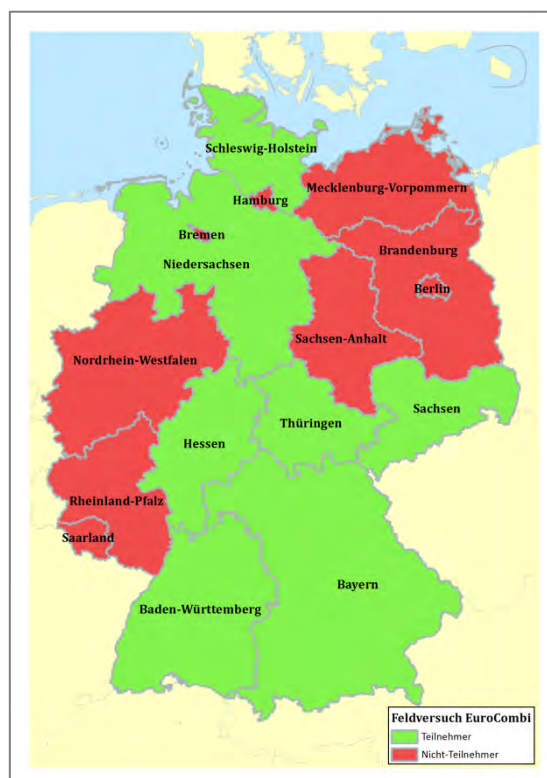 Schleswig-Holstein
Mecklenburg-Vorpommern
Hamburg
Bremen
Brandenburg
Niedersachsen
Berlin
Sachsen-Anhalt
Nordrhein-Westfalen
Sachsen
Thüringen
Hessen
Rheinland-Pfalz
Saarland
Bayern
Baden-Württemberg
Feldversuch EuroCombi
Teilnehmer
Nicht-Teilnehmer